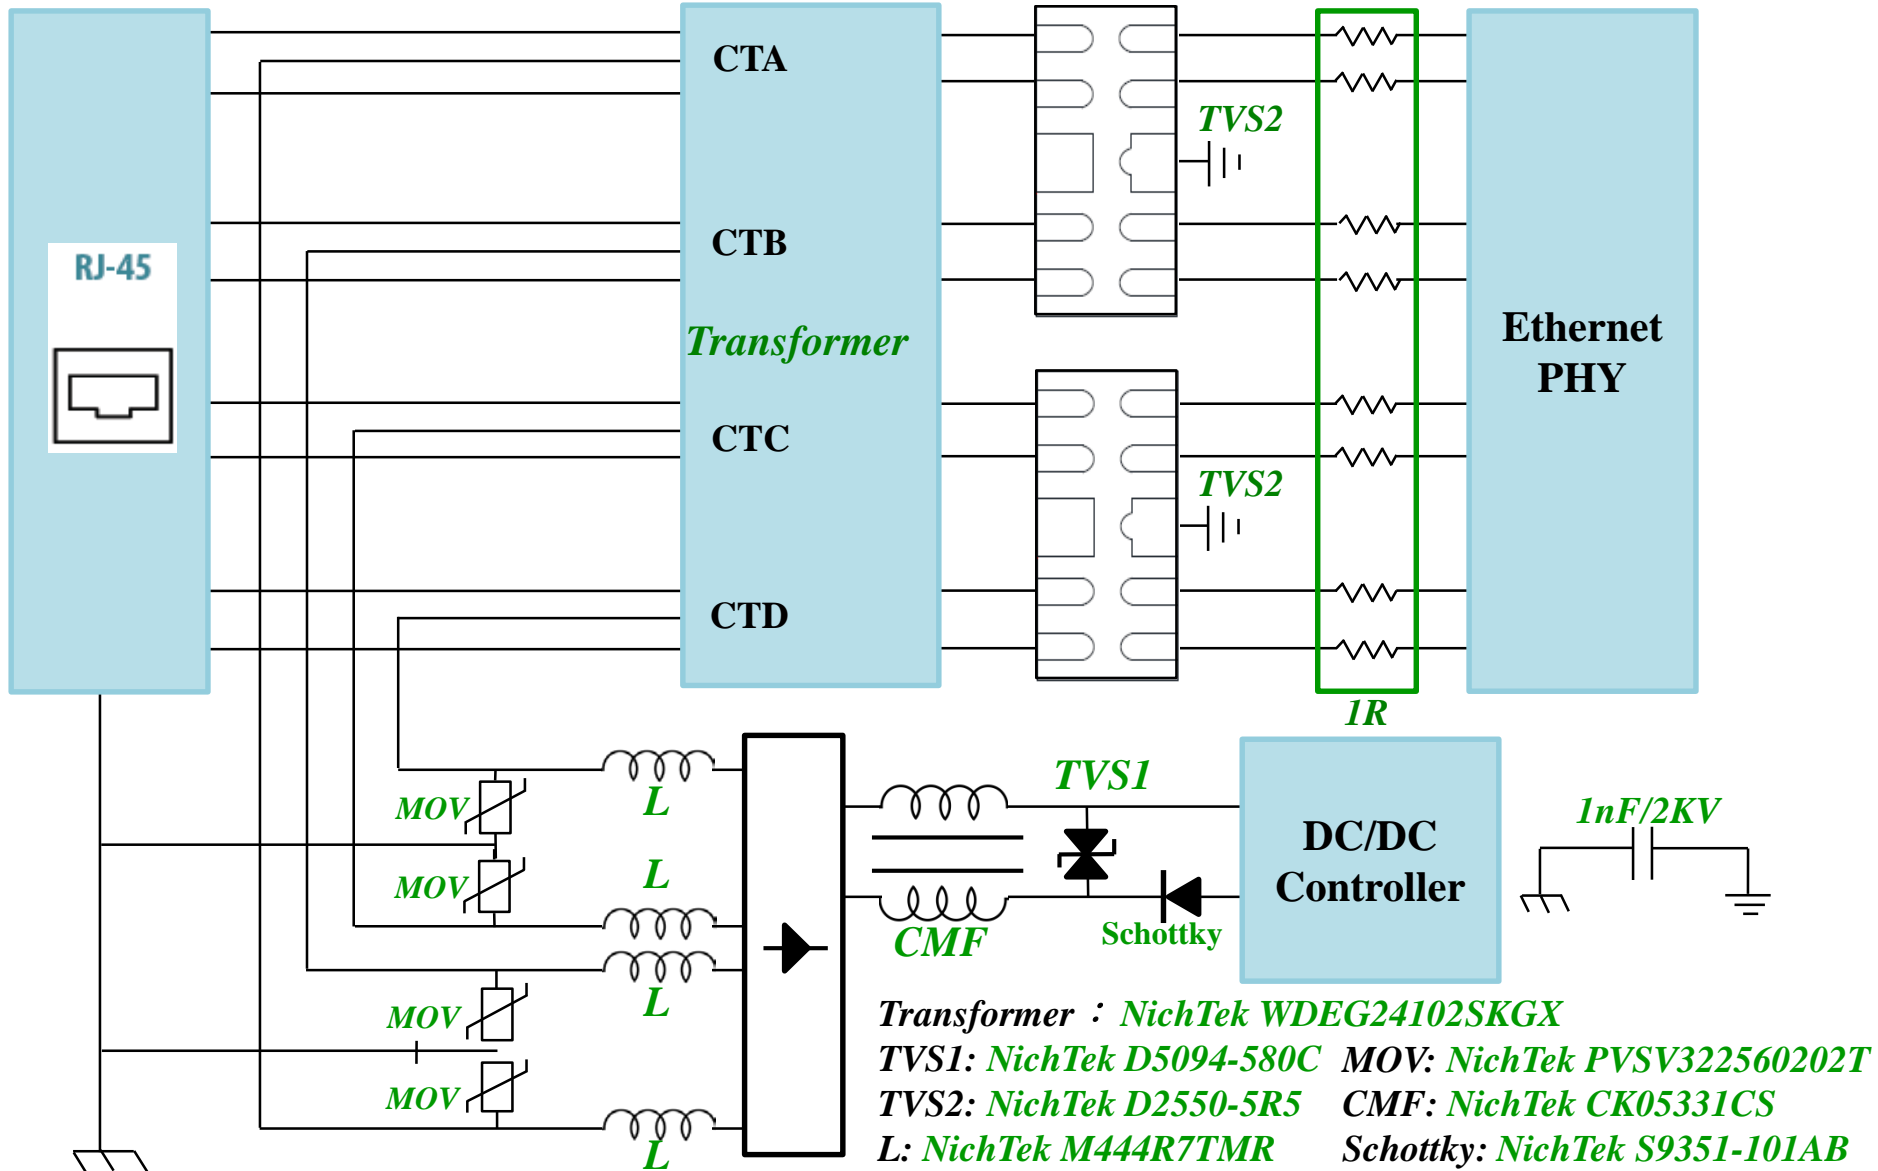 CTA
TVS2
CTB
RJ-45
Transformer
Ethernet
PHY
CTC
TVS2
CTD
1R
TVS1
MOV
L
1nF/2KV
DC/DC
Controller
MOV
L
CMF
Schottky
MOV
L
MOV
L
Transformer：NichTek WDEG24102SKGX
TVS1: NichTek D5094-580C MOV: NichTek PVSV322560202T
TVS2: NichTek D2550-5R5 CMF: NichTek CK05331CS
L: NichTek M444R7TMR Schottky: NichTek S9351-101AB